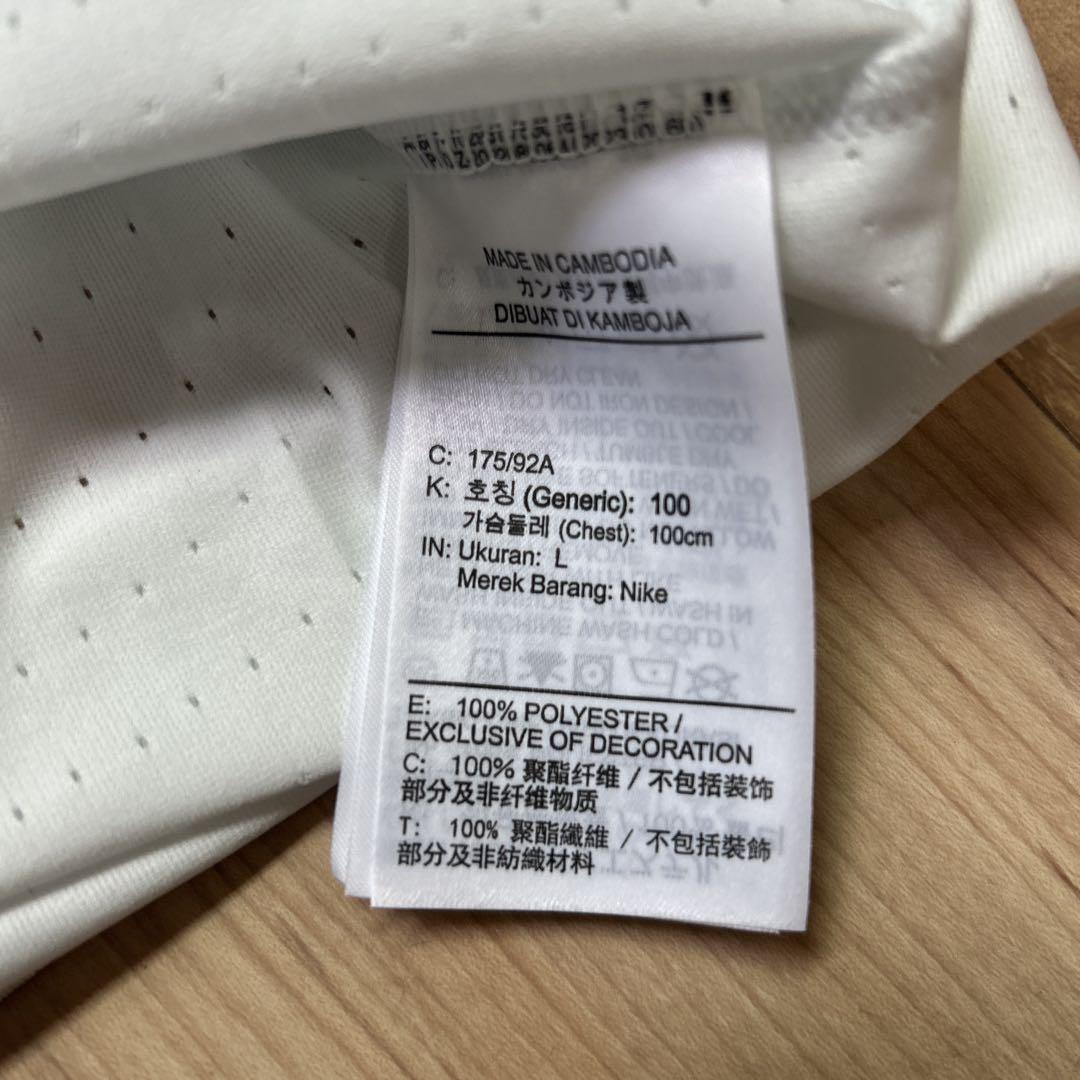 MADE IN CAMBODIA
カンボジア製
DIBUAT DI KAMBOJA
C: 175/92A
K: 호칭 (Generic): 100
가슴둘레 (Chest): 100cm
IN: Ukuran: L
Merek Barang: Nike
E: 100% POLYESTER /
EXCLUSIVE OF DECORATION
C: 100% 聚酯纤维 / 不包括装饰
部分及非纤维物质
T: 100% 聚酯纖維 / 不包括裝飾
部分及非紡織材料